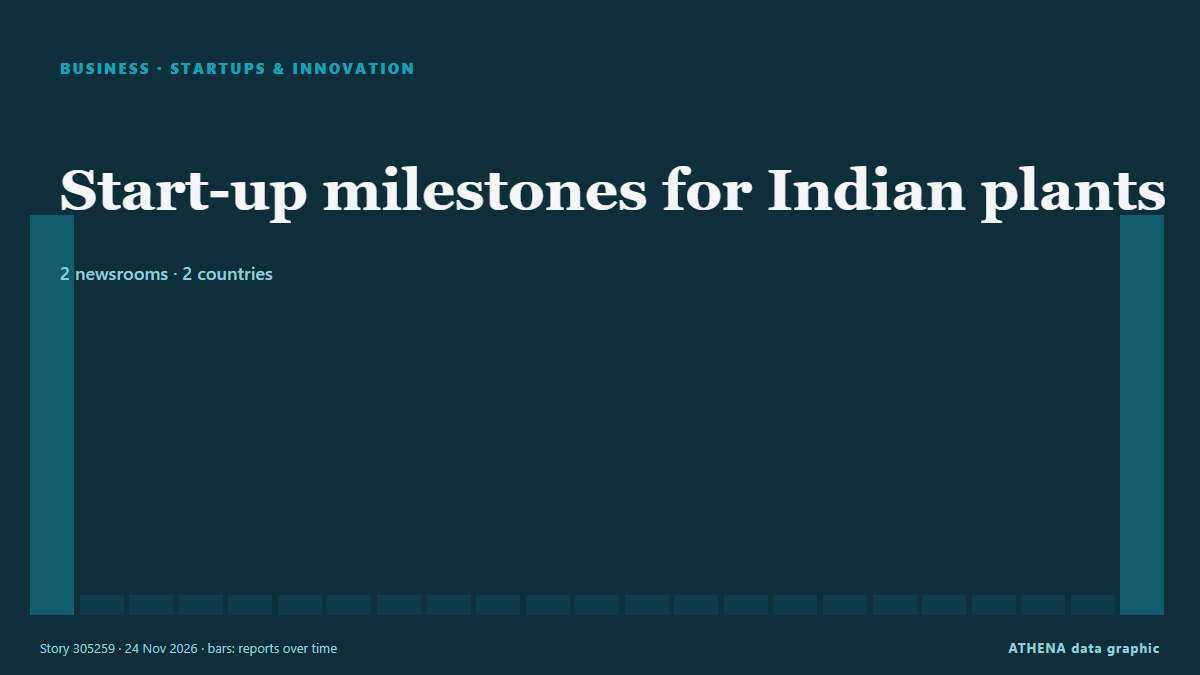 BUSINESS · STARTUPS & INNOVATION
Start-up milestones for Indian plants
2 newsrooms · 2 countries
Story 305259 · 24 Nov 2026 · bars: reports over time
ATHENA data graphic